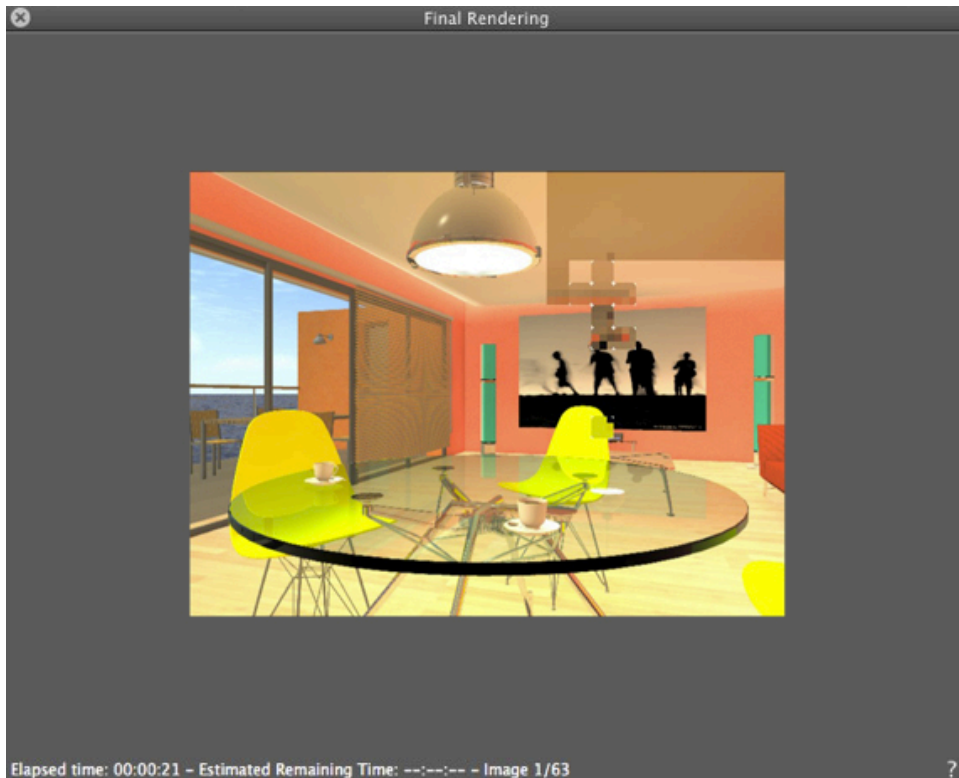 Final Rendering
Elapsed time: 00:00:21 – Estimated Remaining Time: --:--:-- – Image 1/63
?